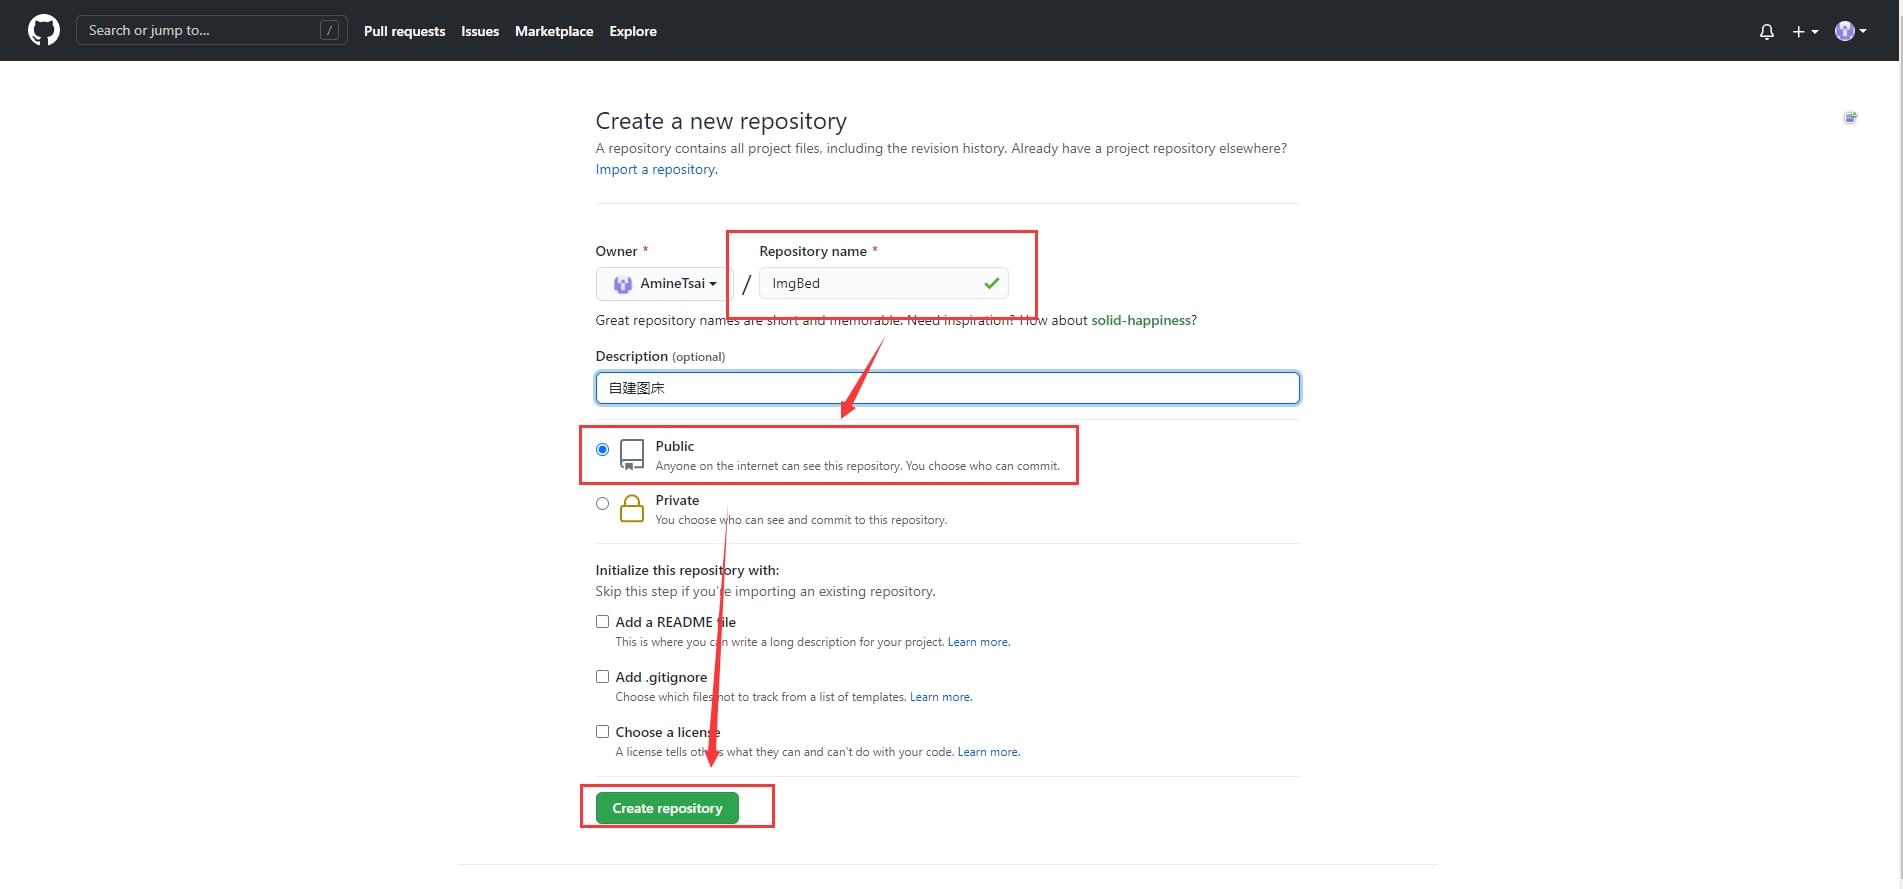 Search or jump to... /
Pull requests Issues Marketplace Explore
Create a new repository
A repository contains all project files, including the revision history. Already have a project repository elsewhere?
Import a repository.
Owner * Repository name *
AmineTsai / ImgBed
Great repository names are short and memorable. Need inspiration? How about solid-happiness?
Description (optional)
自建图床
Public
Anyone on the internet can see this repository. You choose who can commit.
Private
You choose who can see and commit to this repository.
Initialize this repository with:
Skip this step if you're importing an existing repository.
Add a README file
This is where you can write a long description for your project. Learn more.
Add .gitignore
Choose which files not to track from a list of templates. Learn more.
Choose a license
A license tells others what they can and can't do with your code. Learn more.
Create repository